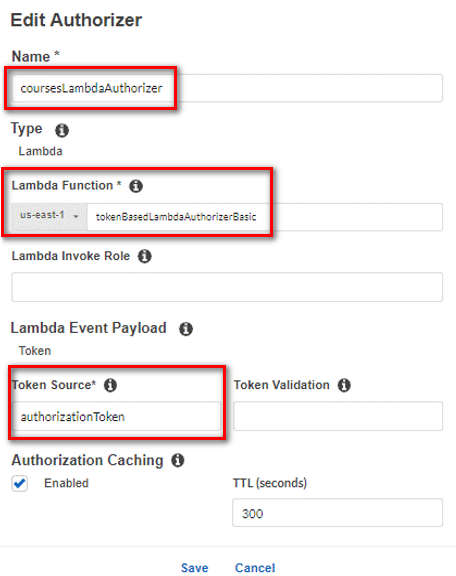 Edit Authorizer
Name *
coursesLambdaAuthorizer
Type
Lambda
Lambda Function *
us-east-1 tokenBasedLambdaAuthorizerBasic
Lambda Invoke Role
Lambda Event Payload
Token
Token Source* Token Validation
authorizationToken
Authorization Caching
Enabled TTL (seconds)
300
Save Cancel